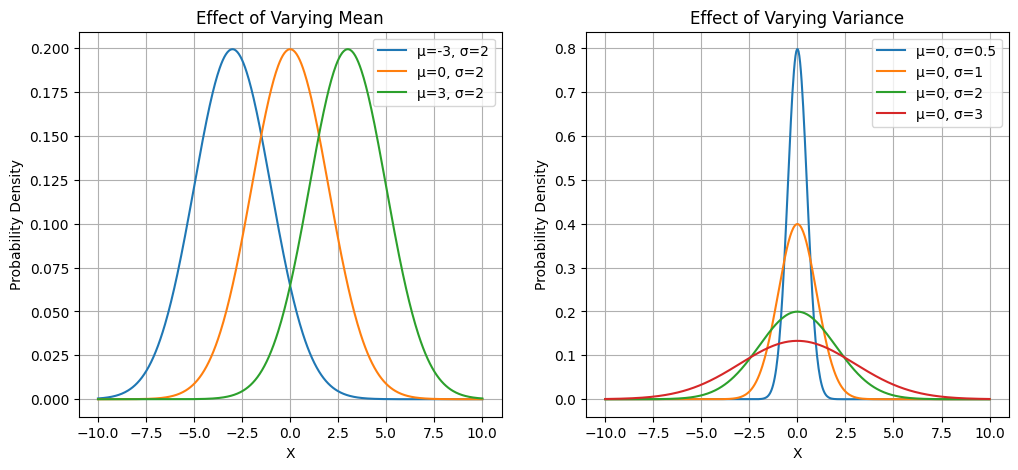 Effect of Varying Mean
0.200
0.175
0.150
0.125
0.100
0.075
0.050
0.025
0.000
Probability Density
μ=-3, σ=2
μ=0, σ=2
μ=3, σ=2
−10.0 −7.5 −5.0 −2.5 0.0 2.5 5.0 7.5 10.0
X
Effect of Varying Variance
0.8
0.7
0.6
0.5
0.4
0.3
0.2
0.1
0.0
Probability Density
μ=0, σ=0.5
μ=0, σ=1
μ=0, σ=2
μ=0, σ=3
−10.0 −7.5 −5.0 −2.5 0.0 2.5 5.0 7.5 10.0
X